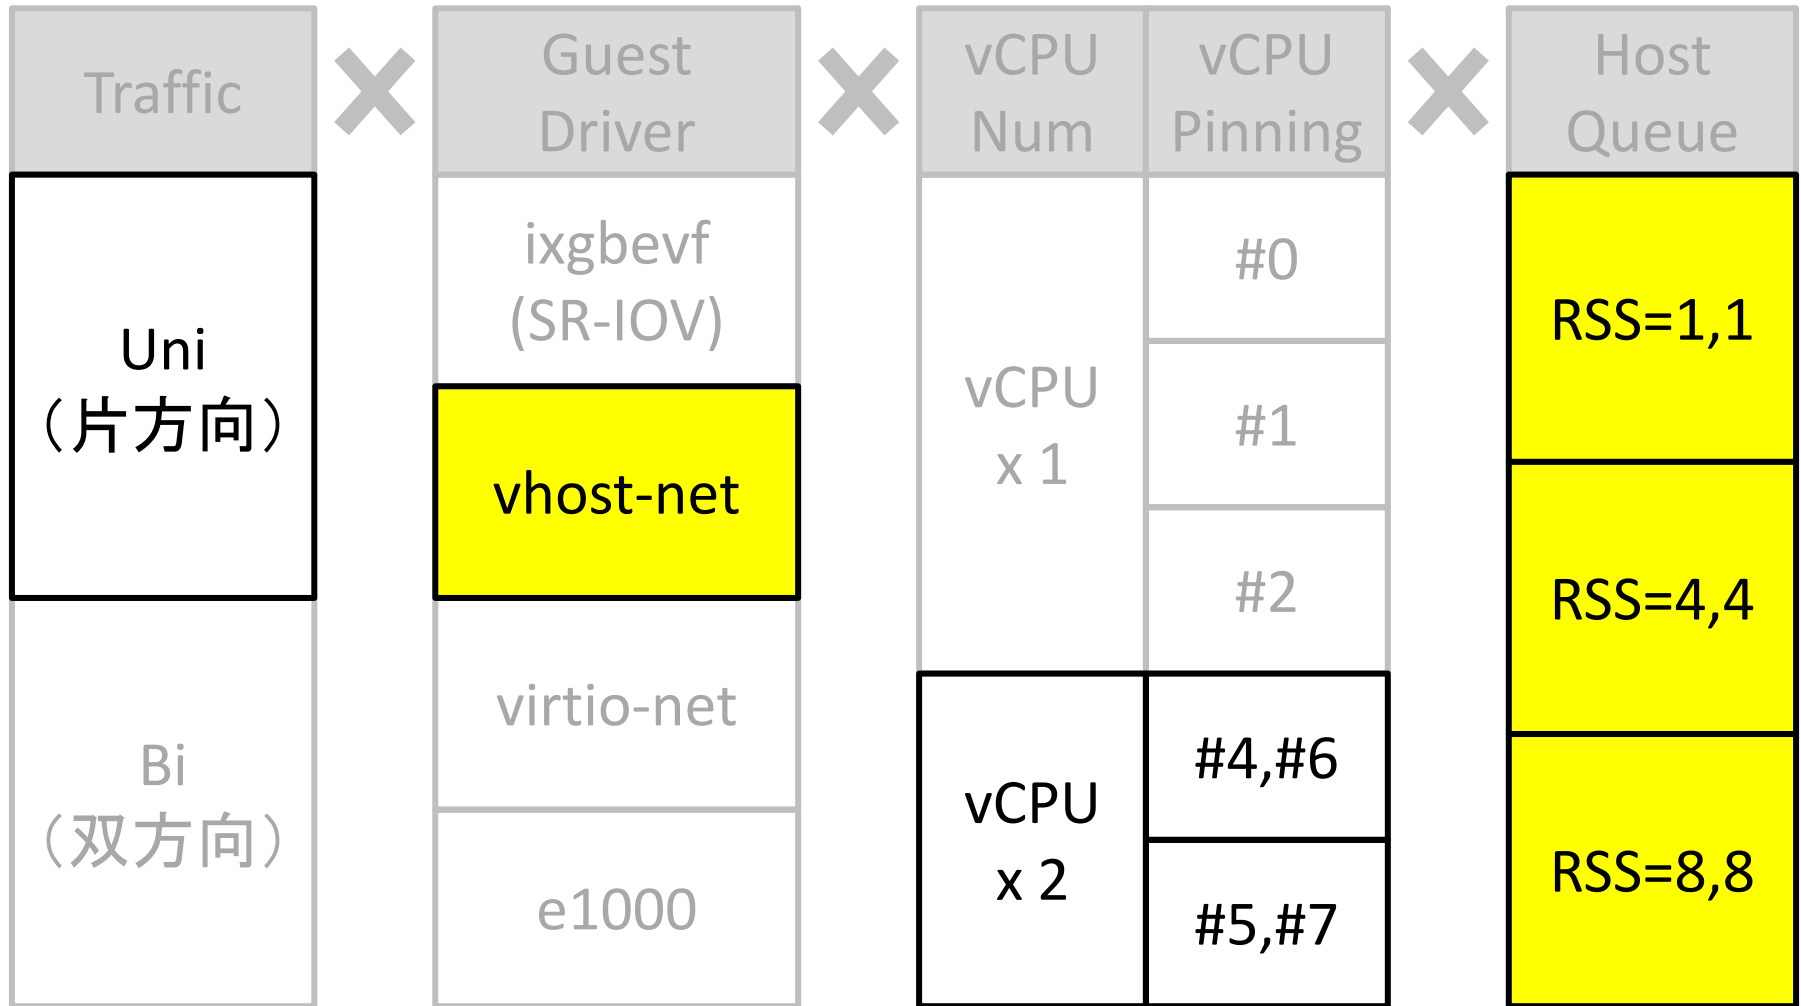 Traffic
Guest
Driver
vCPU
Num
vCPU
Pinning
Host
Queue
Uni
（片方向）
Bi
（双方向）
ixgbevf
(SR-IOV)
vhost-net
virtio-net
e1000
vCPU
x 1
#0
#1
#2
vCPU
x 2
#4,#6
#5,#7
RSS=1,1
RSS=4,4
RSS=8,8